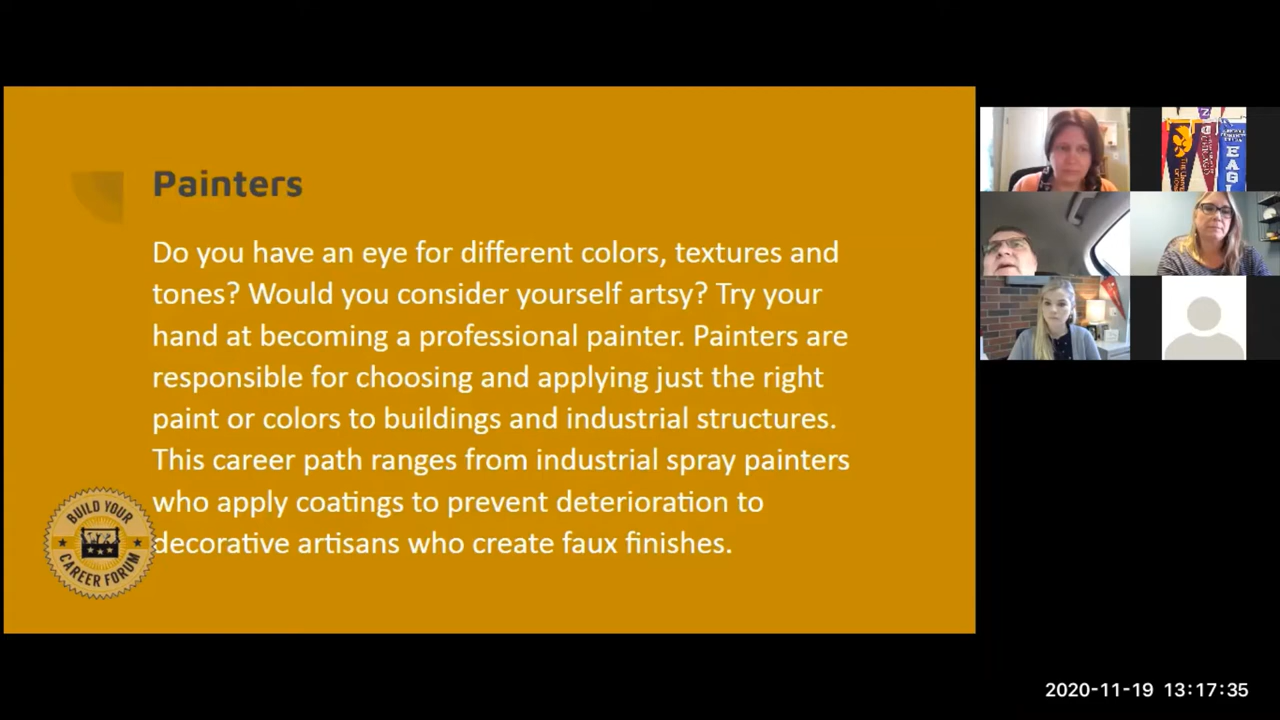 Painters
Do you have an eye for different colors, textures and
tones? Would you consider yourself artsy? Try your
hand at becoming a professional painter. Painters are
responsible for choosing and applying just the right
paint or colors to buildings and industrial structures.
This career path ranges from industrial spray painters
who apply coatings to prevent deterioration to
decorative artisans who create faux finishes.
BUILD YOUR
CAREER FORUM
EAGL
2020-11-19 13:17:35